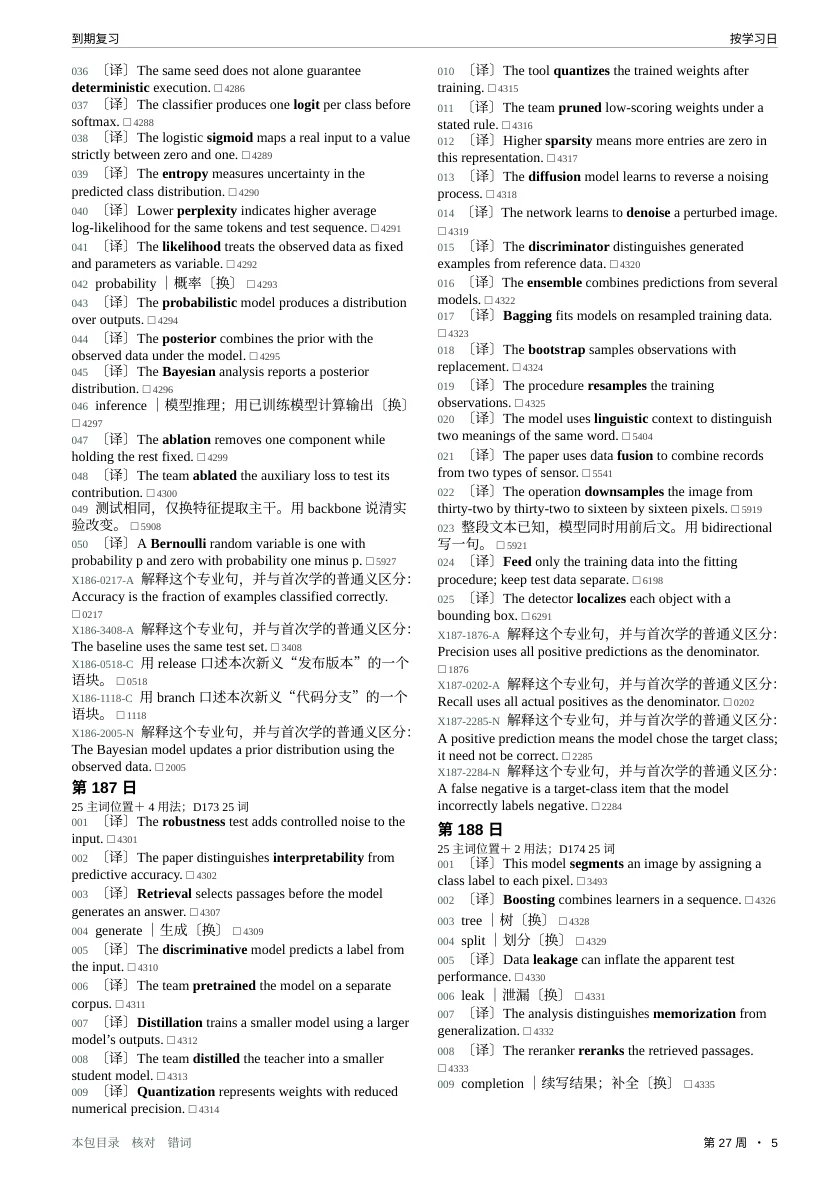 到期复习
按学习日
036 〔译〕The same seed does not alone guarantee
deterministic execution. □ 4286
037 〔译〕The classifier produces one logit per class before
softmax. □ 4288
038 〔译〕The logistic sigmoid maps a real input to a value
strictly between zero and one. □ 4289
039 〔译〕The entropy measures uncertainty in the
predicted class distribution. □ 4290
040 〔译〕Lower perplexity indicates higher average
log-likelihood for the same tokens and test sequence. □ 4291
041 〔译〕The likelihood treats the observed data as fixed
and parameters as variable. □ 4292
042 probability ｜概率〔换〕 □ 4293
043 〔译〕The probabilistic model produces a distribution
over outputs. □ 4294
044 〔译〕The posterior combines the prior with the
observed data under the model. □ 4295
045 〔译〕The Bayesian analysis reports a posterior
distribution. □ 4296
046 inference ｜模型推理；用已训练模型计算输出〔换〕
□ 4297
047 〔译〕The ablation removes one component while
holding the rest fixed. □ 4299
048 〔译〕The team ablated the auxiliary loss to test its
contribution. □ 4300
049 测试相同，仅换特征提取主干。用 backbone 说清实
验改变。 □ 5908
050 〔译〕A Bernoulli random variable is one with
probability p and zero with probability one minus p. □ 5927
X186-0217-A 解释这个专业句，并与首次学的普通义区分：
Accuracy is the fraction of examples classified correctly.
□ 0217
X186-3408-A 解释这个专业句，并与首次学的普通义区分：
The baseline uses the same test set. □ 3408
X186-0518-C 用 release 口述本次新义“发布版本”的一个
语块。 □ 0518
X186-1118-C 用 branch 口述本次新义“代码分支”的一个
语块。 □ 1118
X186-2005-N 解释这个专业句，并与首次学的普通义区分：
The Bayesian model updates a prior distribution using the
observed data. □ 2005
第 187 日
25 主词位置＋ 4 用法；D173 25 词
001 〔译〕The robustness test adds controlled noise to the
input. □ 4301
002 〔译〕The paper distinguishes interpretability from
predictive accuracy. □ 4302
003 〔译〕Retrieval selects passages before the model
generates an answer. □ 4307
004 generate ｜生成〔换〕 □ 4309
005 〔译〕The discriminative model predicts a label from
the input. □ 4310
006 〔译〕The team pretrained the model on a separate
corpus. □ 4311
007 〔译〕Distillation trains a smaller model using a larger
model’s outputs. □ 4312
008 〔译〕The team distilled the teacher into a smaller
student model. □ 4313
009 〔译〕Quantization represents weights with reduced
numerical precision. □ 4314
010 〔译〕The tool quantizes the trained weights after
training. □ 4315
011 〔译〕The team pruned low-scoring weights under a
stated rule. □ 4316
012 〔译〕Higher sparsity means more entries are zero in
this representation. □ 4317
013 〔译〕The diffusion model learns to reverse a noising
process. □ 4318
014 〔译〕The network learns to denoise a perturbed image.
□ 4319
015 〔译〕The discriminator distinguishes generated
examples from reference data. □ 4320
016 〔译〕The ensemble combines predictions from several
models. □ 4322
017 〔译〕Bagging fits models on resampled training data.
□ 4323
018 〔译〕The bootstrap samples observations with
replacement. □ 4324
019 〔译〕The procedure resamples the training
observations. □ 4325
020 〔译〕The model uses linguistic context to distinguish
two meanings of the same word. □ 5404
021 〔译〕The paper uses data fusion to combine records
from two types of sensor. □ 5541
022 〔译〕The operation downsamples the image from
thirty-two by thirty-two to sixteen by sixteen pixels. □ 5919
023 整段文本已知，模型同时用前后文。用 bidirectional
写一句。 □ 5921
024 〔译〕Feed only the training data into the fitting
procedure; keep test data separate. □ 6198
025 〔译〕The detector localizes each object with a
bounding box. □ 6291
X187-1876-A 解释这个专业句，并与首次学的普通义区分：
Precision uses all positive predictions as the denominator.
□ 1876
X187-0202-A 解释这个专业句，并与首次学的普通义区分：
Recall uses all actual positives as the denominator. □ 0202
X187-2285-N 解释这个专业句，并与首次学的普通义区分：
A positive prediction means the model chose the target class;
it need not be correct. □ 2285
X187-2284-N 解释这个专业句，并与首次学的普通义区分：
A false negative is a target-class item that the model
incorrectly labels negative. □ 2284
第 188 日
25 主词位置＋ 2 用法；D174 25 词
001 〔译〕This model segments an image by assigning a
class label to each pixel. □ 3493
002 〔译〕Boosting combines learners in a sequence. □ 4326
003 tree ｜树〔换〕 □ 4328
004 split ｜划分〔换〕 □ 4329
005 〔译〕Data leakage can inflate the apparent test
performance. □ 4330
006 leak ｜泄漏〔换〕 □ 4331
007 〔译〕The analysis distinguishes memorization from
generalization. □ 4332
008 〔译〕The reranker reranks the retrieved passages.
□ 4333
009 completion ｜续写结果；补全〔换〕 □ 4335
本包目录 核对 错词
第 27 周 · 5